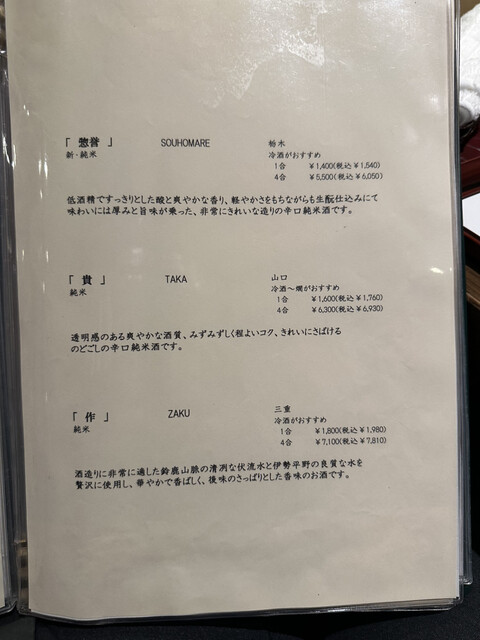 「 惣誉 」 SOUHOMARE 栃木
新・純米 冷酒がおすすめ
1合 ¥1,400(税込¥1,540)
4合 ¥5,500(税込¥6,050)
低酒精ですっきりとした酸と爽やかな香り、軽やかさをもちながらも生酛仕込みにて
味わいには厚みと旨味が乗った、非常にきれいな造りの辛口純米酒です。
「 貴 」 TAKA 山口
純米 冷酒～燗がおすすめ
1合 ¥1,600(税込¥1,760)
4合 ¥6,300(税込¥6,930)
透明感のある爽やかな酒質、みずみずしく程よいコク、きれいにさばける
のどごしの辛口純米酒です。
「 作 」 ZAKU 三重
純米 冷酒がおすすめ
1合 ¥1,800(税込¥1,980)
4合 ¥7,100(税込¥7,810)
酒造りに非常に適した鈴鹿山脈の清冽な伏流水と伊勢平野の良質な水を
贅沢に使用し、華やかで香ばしく、後味のさっぱりとした香味のお酒です。